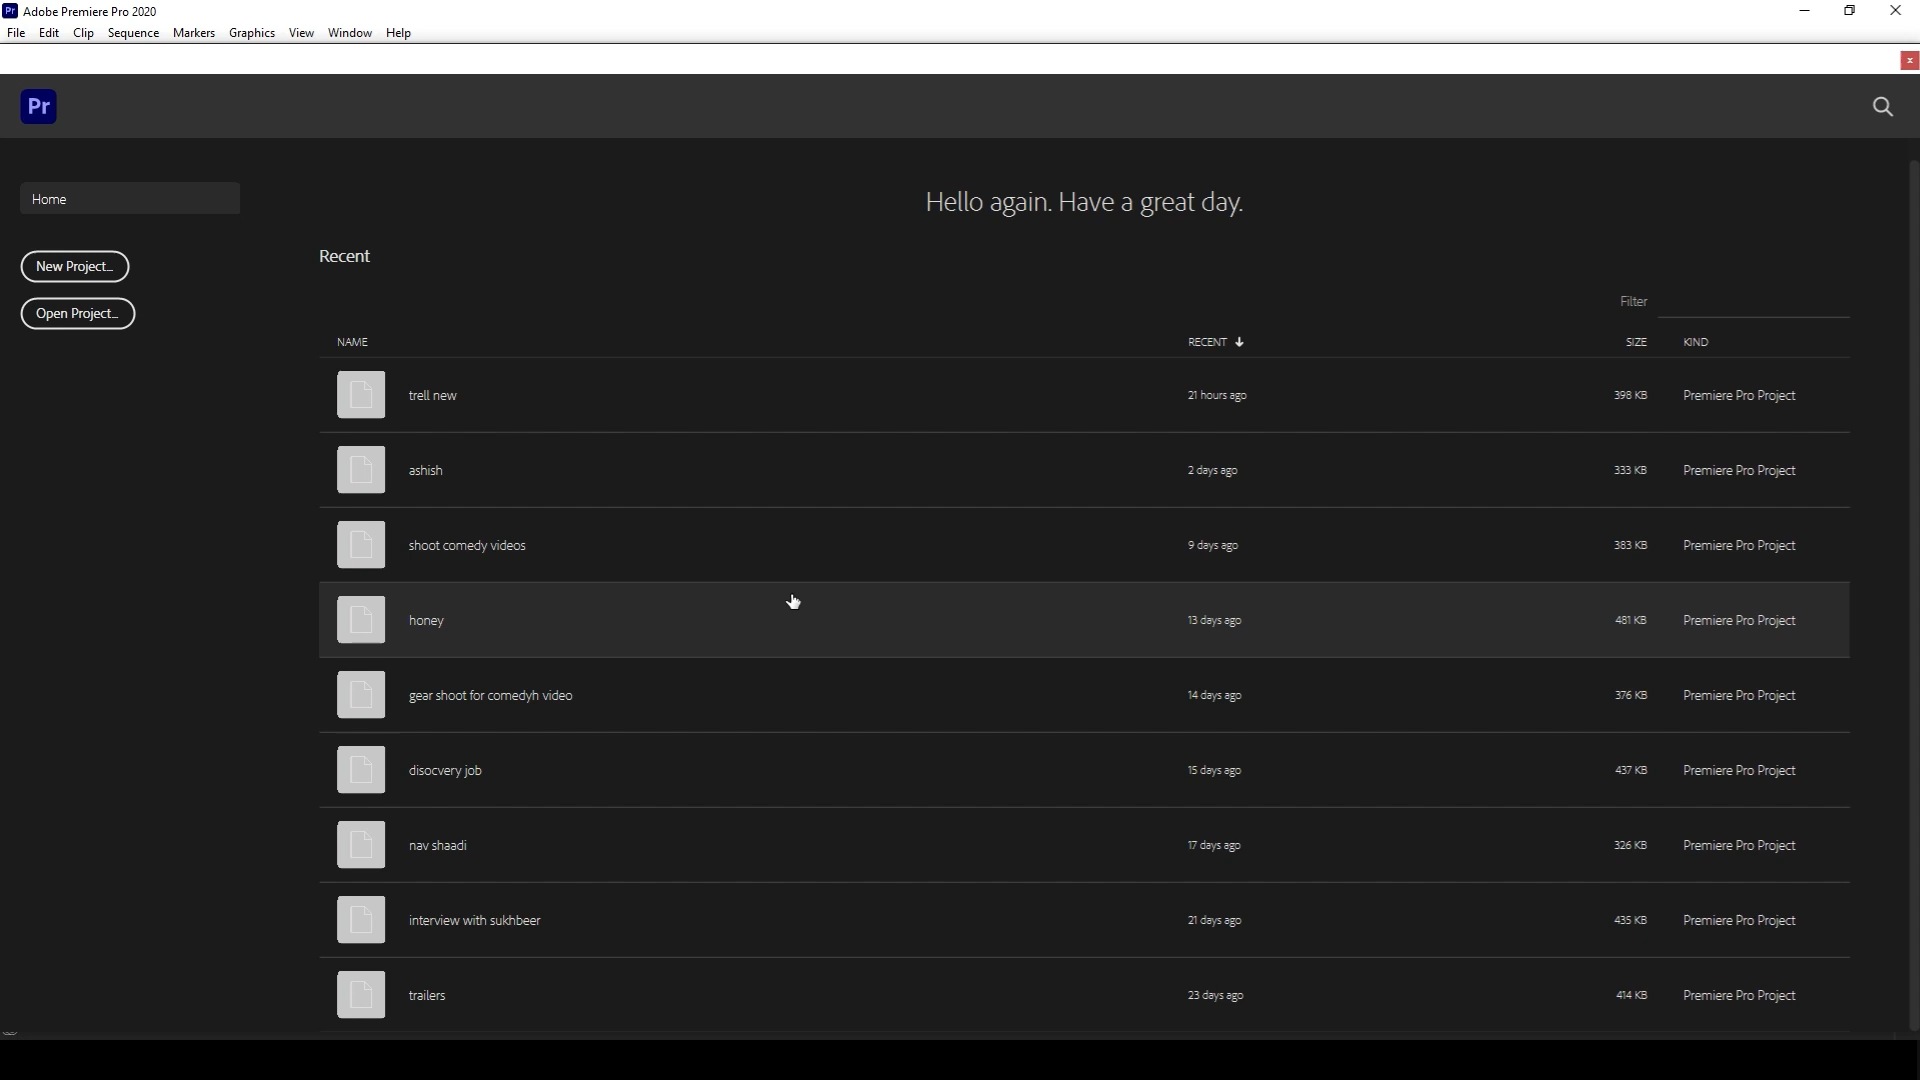 Pr Adobe Premiere Pro 2020
File Edit Clip Sequence Markers Graphics View Window Help
x
Pr
Home
Hello again. Have a great day.
New Project...
Open Project...
Recent
Filter
NAME RECENT SIZE KIND
trell new 21 hours ago 398 KB Premiere Pro Project
ashish 2 days ago 333 KB Premiere Pro Project
shoot comedy videos 9 days ago 383 KB Premiere Pro Project
honey 13 days ago 481 KB Premiere Pro Project
gear shoot for comedyh video 14 days ago 376 KB Premiere Pro Project
disocvery job 15 days ago 437 KB Premiere Pro Project
nav shaadi 17 days ago 326 KB Premiere Pro Project
interview with sukhbeer 21 days ago 435 KB Premiere Pro Project
trailers 23 days ago 414 KB Premiere Pro Project